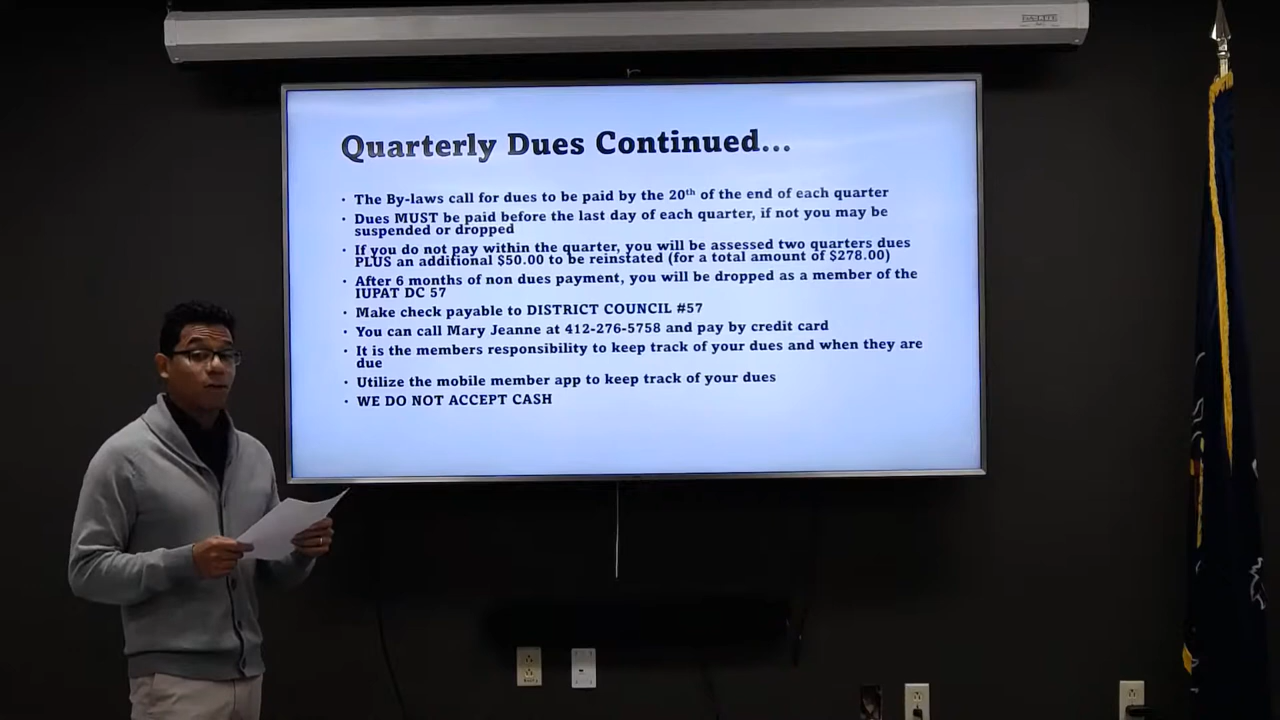 DA-LITE
Quarterly Dues Continued...
• The By-laws call for dues to be paid by the 20th of the end of each quarter
• Dues MUST be paid before the last day of each quarter, if not you may be
suspended or dropped
• If you do not pay within the quarter, you will be assessed two quarters dues
PLUS an additional $50.00 to be reinstated (for a total amount of $278.00)
• After 6 months of non dues payment, you will be dropped as a member of the
IUPAT DC 57
• Make check payable to DISTRICT COUNCIL #57
• You can call Mary Jeanne at 412-276-5758 and pay by credit card
• It is the members responsibility to keep track of your dues and when they are
due
• Utilize the mobile member app to keep track of your dues
• WE DO NOT ACCEPT CASH